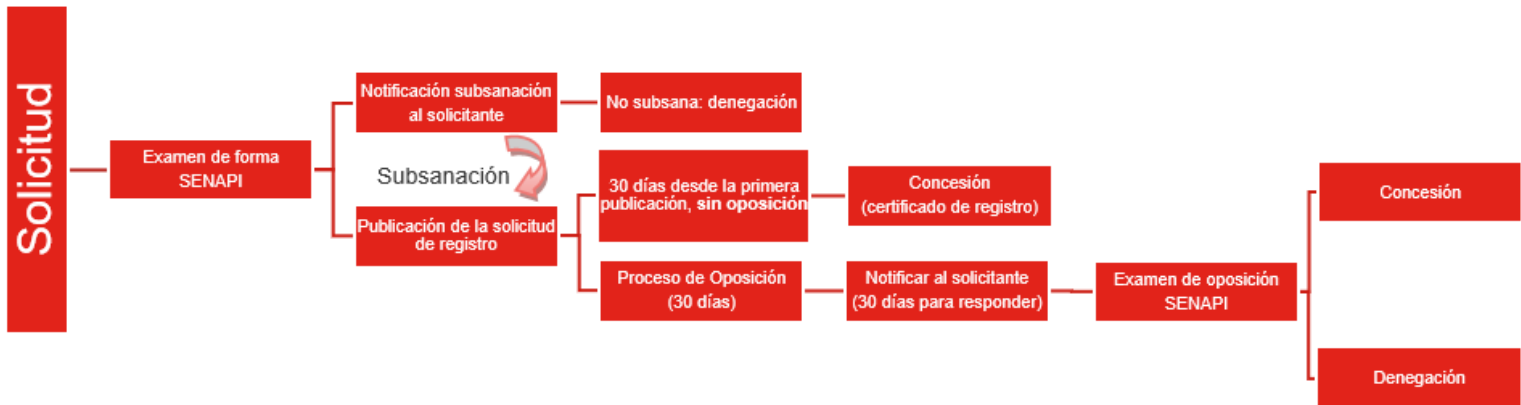 Solicitud
Examen de forma
SENAPI
Notificación subsanación
al solicitante
No subsana: denegación
Subsanación
Publicación de la solicitud
de registro
30 días desde la primera
publicación, sin oposición
Concesión
(certificado de registro)
Proceso de Oposición
(30 días)
Notificar al solicitante
(30 días para responder)
Examen de oposición
SENAPI
Concesión
Denegación